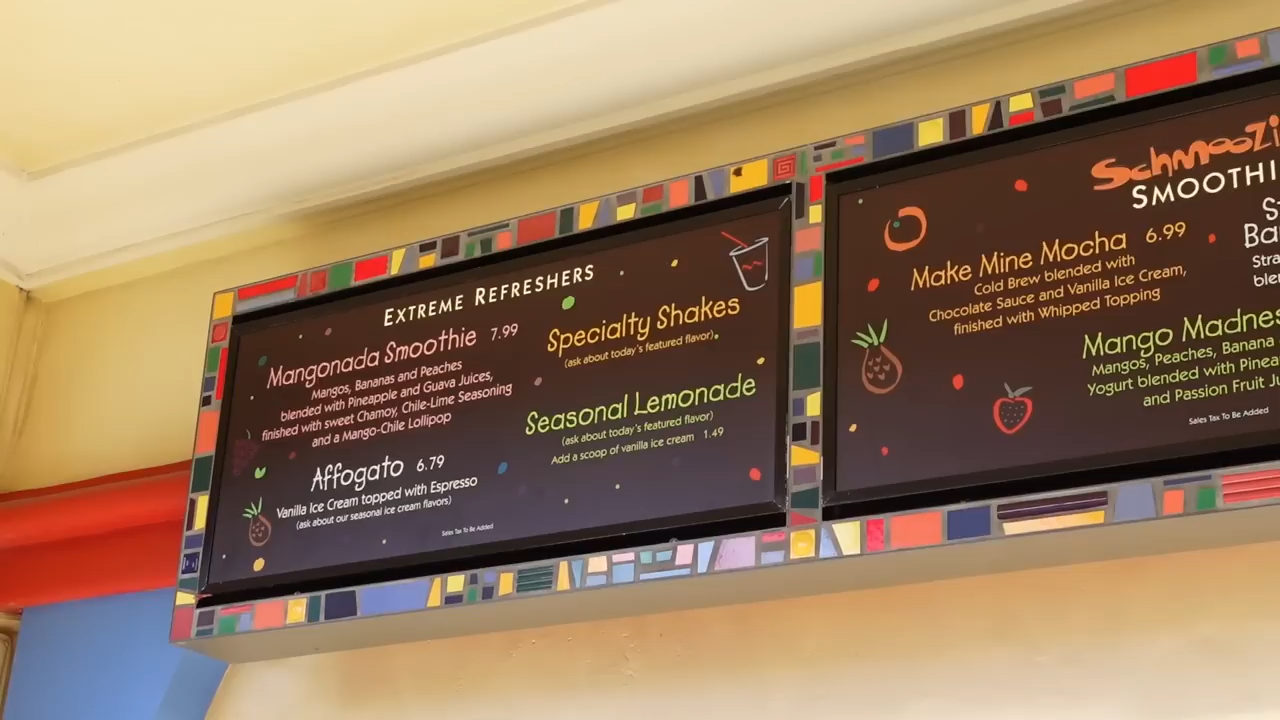 EXTREME REFRESHERS
Mangonada Smoothie 7.99
Mangos, Bananas and Peaches
blended with Pineapple and Guava Juices,
finished with sweet Chamoy, Chile-Lime Seasoning
and a Mango-Chile Lollipop
Affogato 6.79
Vanilla Ice Cream topped with Espresso
(ask about our seasonal ice cream flavors)
Specialty Shakes
(ask about today's featured flavor)
Seasonal Lemonade
(ask about today's featured flavor)
Add a scoop of vanilla ice cream 1.49
Sales Tax To Be Added
SchmooZi
SMOOTHI
Make Mine Mocha 6.99
Cold Brew blended with
Chocolate Sauce and Vanilla Ice Cream,
finished with Whipped Topping
S
Ba
Stra
blen
Mango Madnes
Mangos, Peaches, Banana
Yogurt blended with Pinea
and Passion Fruit Ju
Sales Tax To Be Added